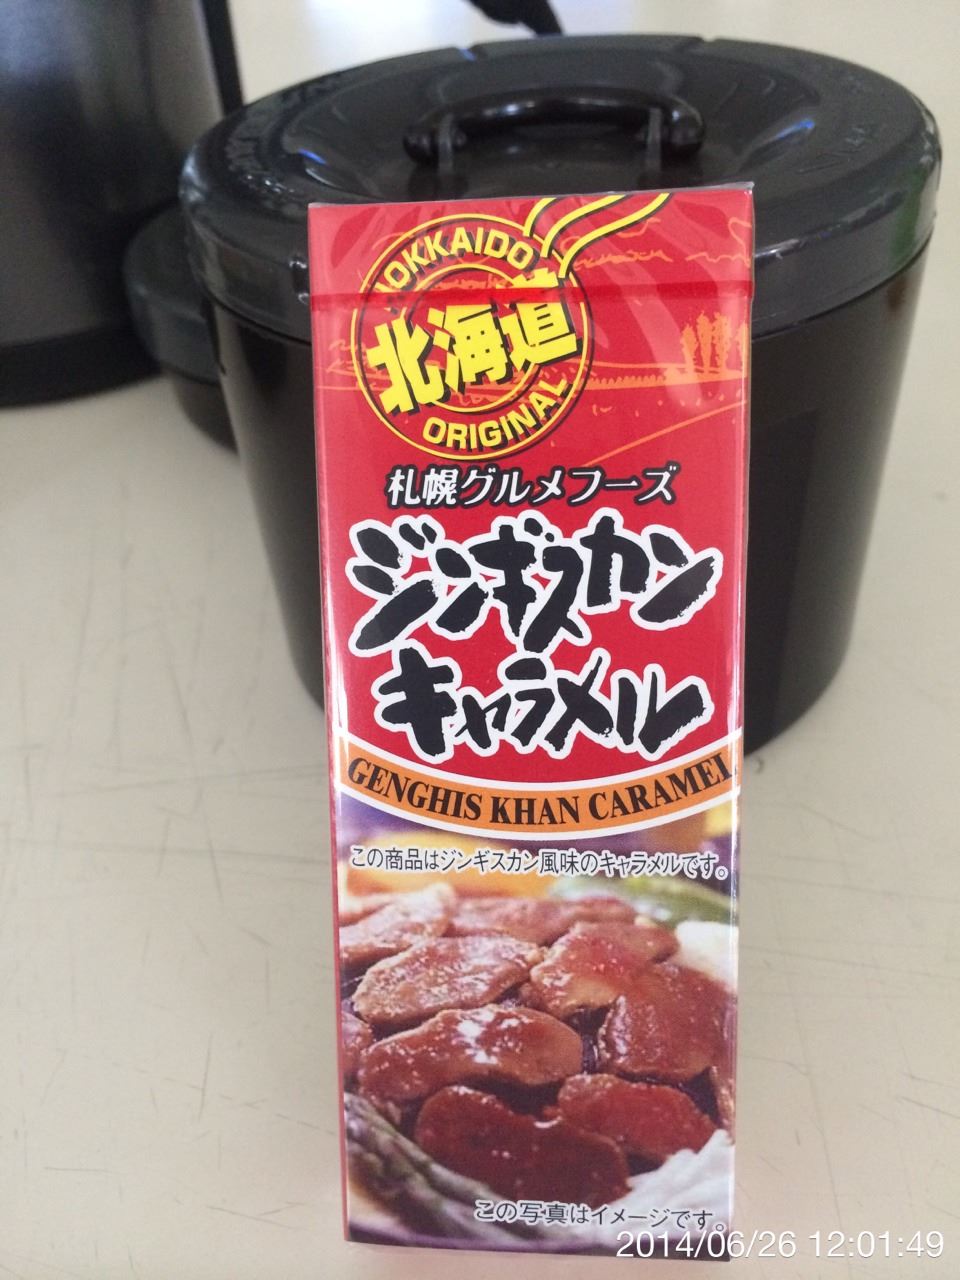 HOKKAIDO
北海道
ORIGINAL
札幌グルメフーズ
ジンギスカン
キャラメル
GENGHIS KHAN CARAMEL
この商品はジンギスカン風味のキャラメルです。
この写真はイメージです。
2014/06/26 12:01:49